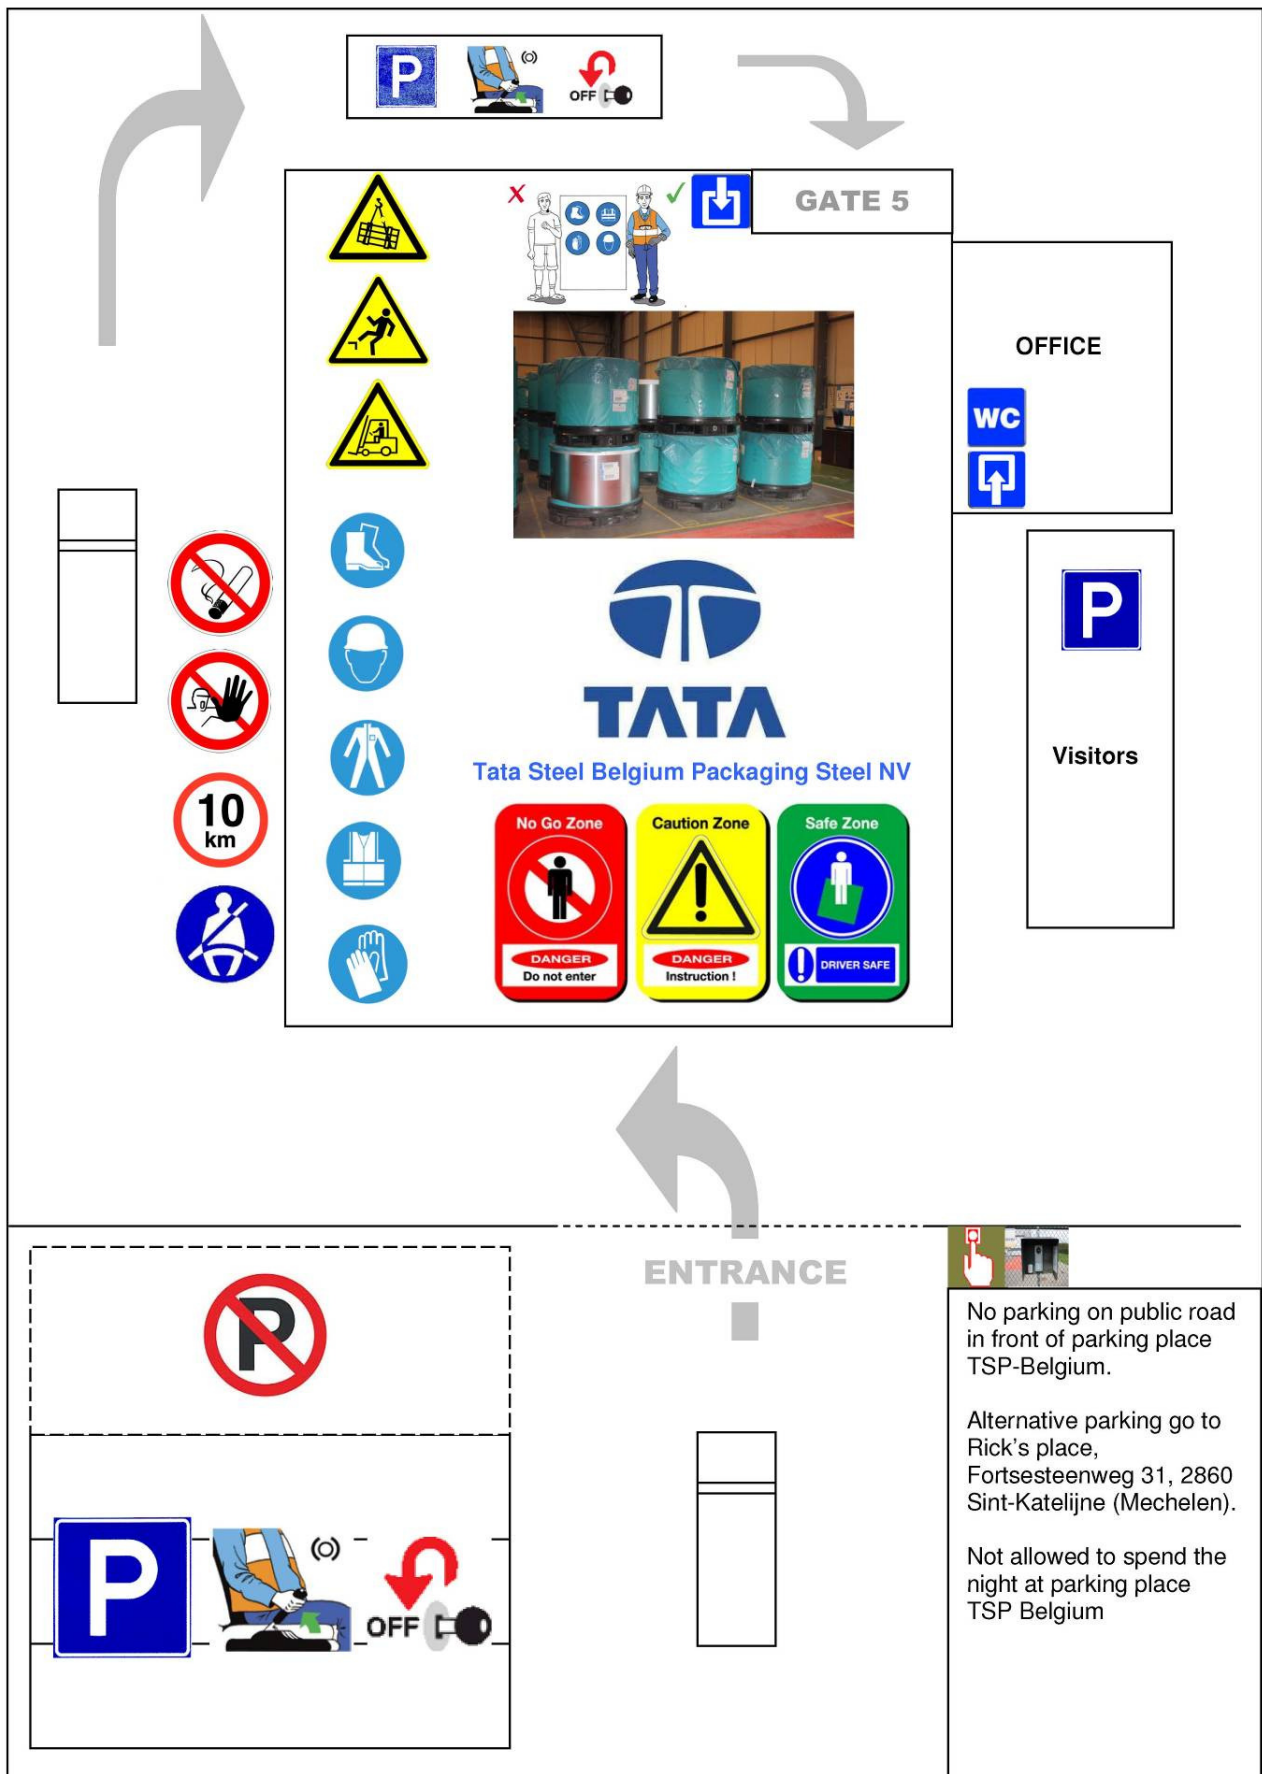 P
OFF
GATE 5
OFFICE
WC
P
Visitors
TATA
Tata Steel Belgium Packaging Steel NV
10
km
No Go Zone
DANGER
Do not enter
Caution Zone
DANGER
Instruction !
Safe Zone
DRIVER SAFE
ENTRANCE
P
P
OFF
No parking on public road
in front of parking place
TSP-Belgium.
Alternative parking go to
Rick's place,
Fortsesteenweg 31, 2860
Sint-Katelijne (Mechelen).
Not allowed to spend the
night at parking place
TSP Belgium